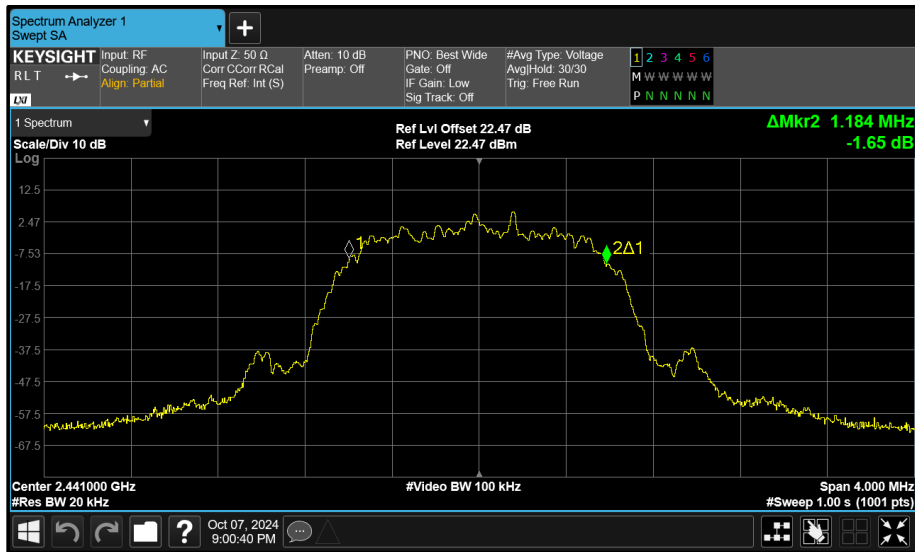 Spectrum Analyzer 1
Swept SA
KEYSIGHT
R L T
LXI
Input: RF
Coupling: AC
Align: Partial
Input Z: 50 Ω
Corr CCorr RCal
Freq Ref: Int (S)
Atten: 10 dB
Preamp: Off
PNO: Best Wide
Gate: Off
IF Gain: Low
Sig Track: Off
#Avg Type: Voltage
Avg|Hold: 30/30
Trig: Free Run
1 2 3 4 5 6
M W W W W W
P N N N N N
1 Spectrum
Scale/Div 10 dB
Ref Lvl Offset 22.47 dB
Ref Level 22.47 dBm
ΔMkr2 1.184 MHz
-1.65 dB
Log
12.5
2.47
-7.53
-17.5
-27.5
-37.5
-47.5
-57.5
-67.5
1
2Δ1
Center 2.441000 GHz
#Res BW 20 kHz
#Video BW 100 kHz
Span 4.000 MHz
#Sweep 1.00 s (1001 pts)
?
Oct 07, 2024
9:00:40 PM